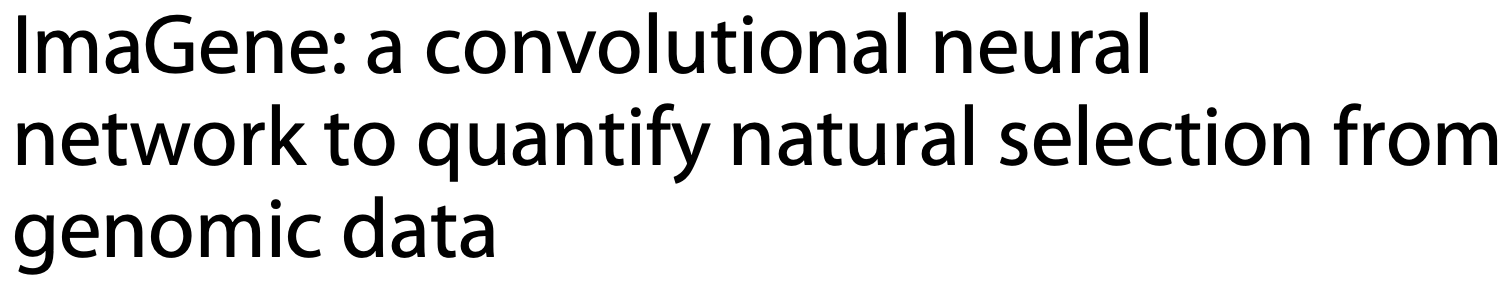 ImaGene: a convolutional neural
network to quantify natural selection from
genomic data